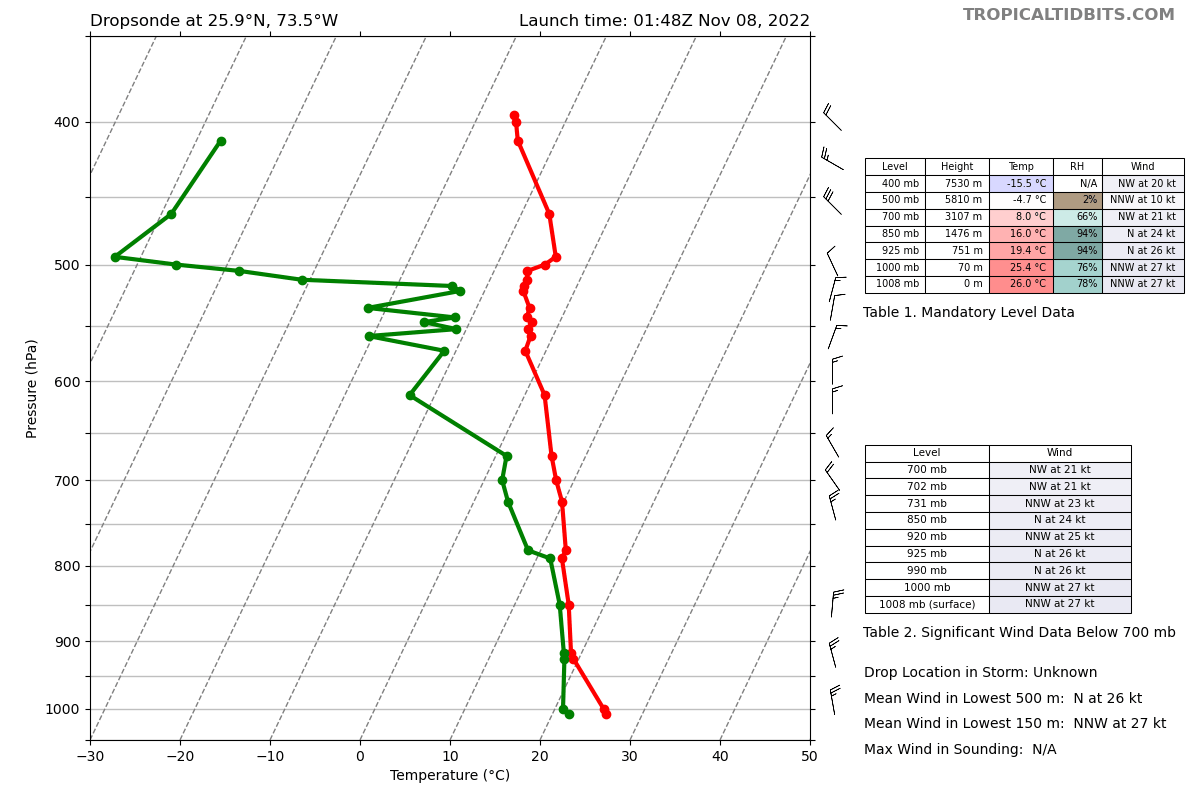 Dropsonde at 25.9°N, 73.5°W
Launch time: 01:48Z Nov 08, 2022
TROPICALTIDBITS.COM
Pressure (hPa)
400
500
600
700
800
900
1000
−30 −20 −10 0 10 20 30 40 50
Temperature (°C)
Level Height Temp RH Wind
400 mb 7530 m -15.5 °C N/A NW at 20 kt
500 mb 5810 m -4.7 °C 2% NNW at 10 kt
700 mb 3107 m 8.0 °C 66% NW at 21 kt
850 mb 1476 m 16.0 °C 94% N at 24 kt
925 mb 751 m 19.4 °C 94% N at 26 kt
1000 mb 70 m 25.4 °C 76% NNW at 27 kt
1008 mb 0 m 26.0 °C 78% NNW at 27 kt
Table 1. Mandatory Level Data
Level Wind
700 mb NW at 21 kt
702 mb NW at 21 kt
731 mb NNW at 23 kt
850 mb N at 24 kt
920 mb NNW at 25 kt
925 mb N at 26 kt
990 mb N at 26 kt
1000 mb NNW at 27 kt
1008 mb (surface) NNW at 27 kt
Table 2. Significant Wind Data Below 700 mb
Drop Location in Storm: Unknown
Mean Wind in Lowest 500 m: N at 26 kt
Mean Wind in Lowest 150 m: NNW at 27 kt
Max Wind in Sounding: N/A